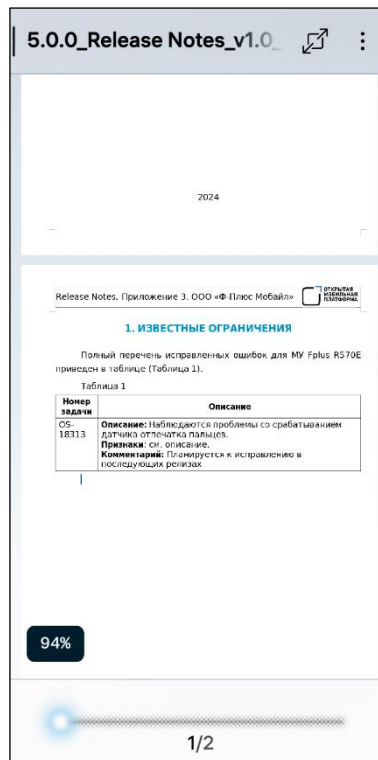 5.0.0_Release Notes_v1.0_
2024
Release Notes. Приложение 3. ООО «Ф-Плюс Мобайл»
ОТКРЫТАЯ
МОБИЛЬНАЯ
ПЛАТФОРМА
1. ИЗВЕСТНЫЕ ОГРАНИЧЕНИЯ
Полный перечень исправленных ошибок для МУ Fplus R570E
приведен в таблице (Таблица 1).
Таблица 1
Номер
задачи
Описание
OS-
18313
Описание: Наблюдаются проблемы со срабатыванием
датчика отпечатка пальцев.
Признаки: см. описание.
Комментарий: Планируется к исправлению в
последующих релизах
94%
1/2